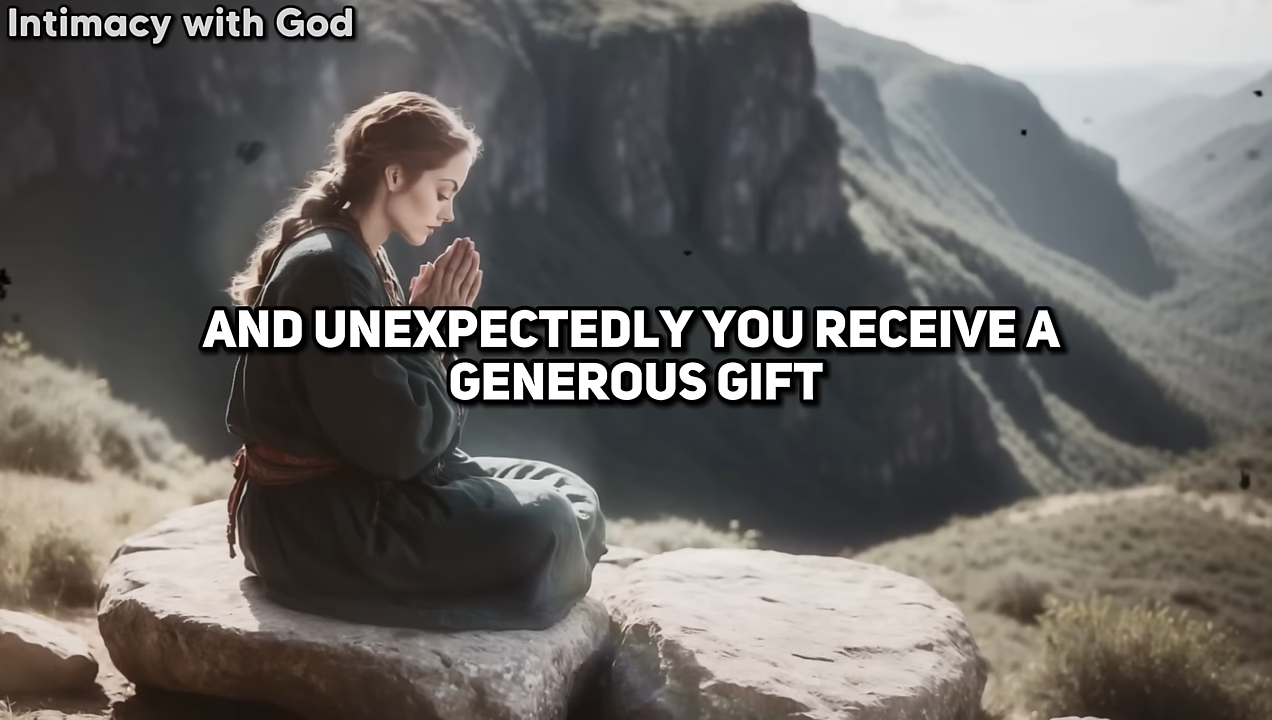 Intimacy with God
AND UNEXPECTEDLY YOU RECEIVE A
GENEROUS GIFT